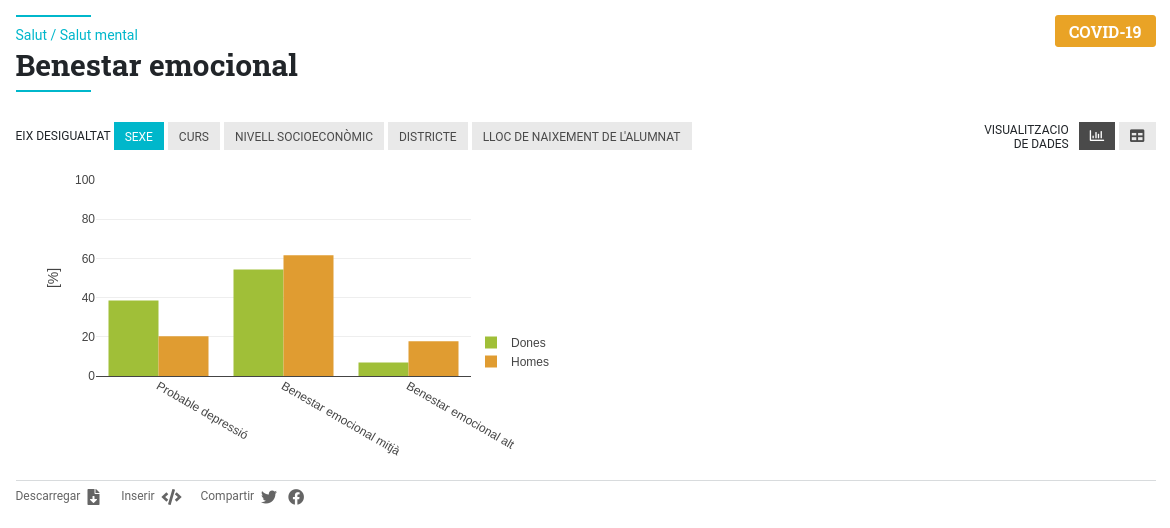 Salut / Salut mental
COVID-19
Benestar emocional
EIX DESIGUALTAT SEXE CURS NIVELL SOCIOECONÒMIC DISTRICTE LLOC DE NAIXEMENT DE L'ALUMNAT
VISUALITZACIO
DE DADES
100
80
60
40
20
0
[%]
Probable depressió
Benestar emocional mitjà
Benestar emocional alt
Dones
Homes
Descarregar Inserir Compartir